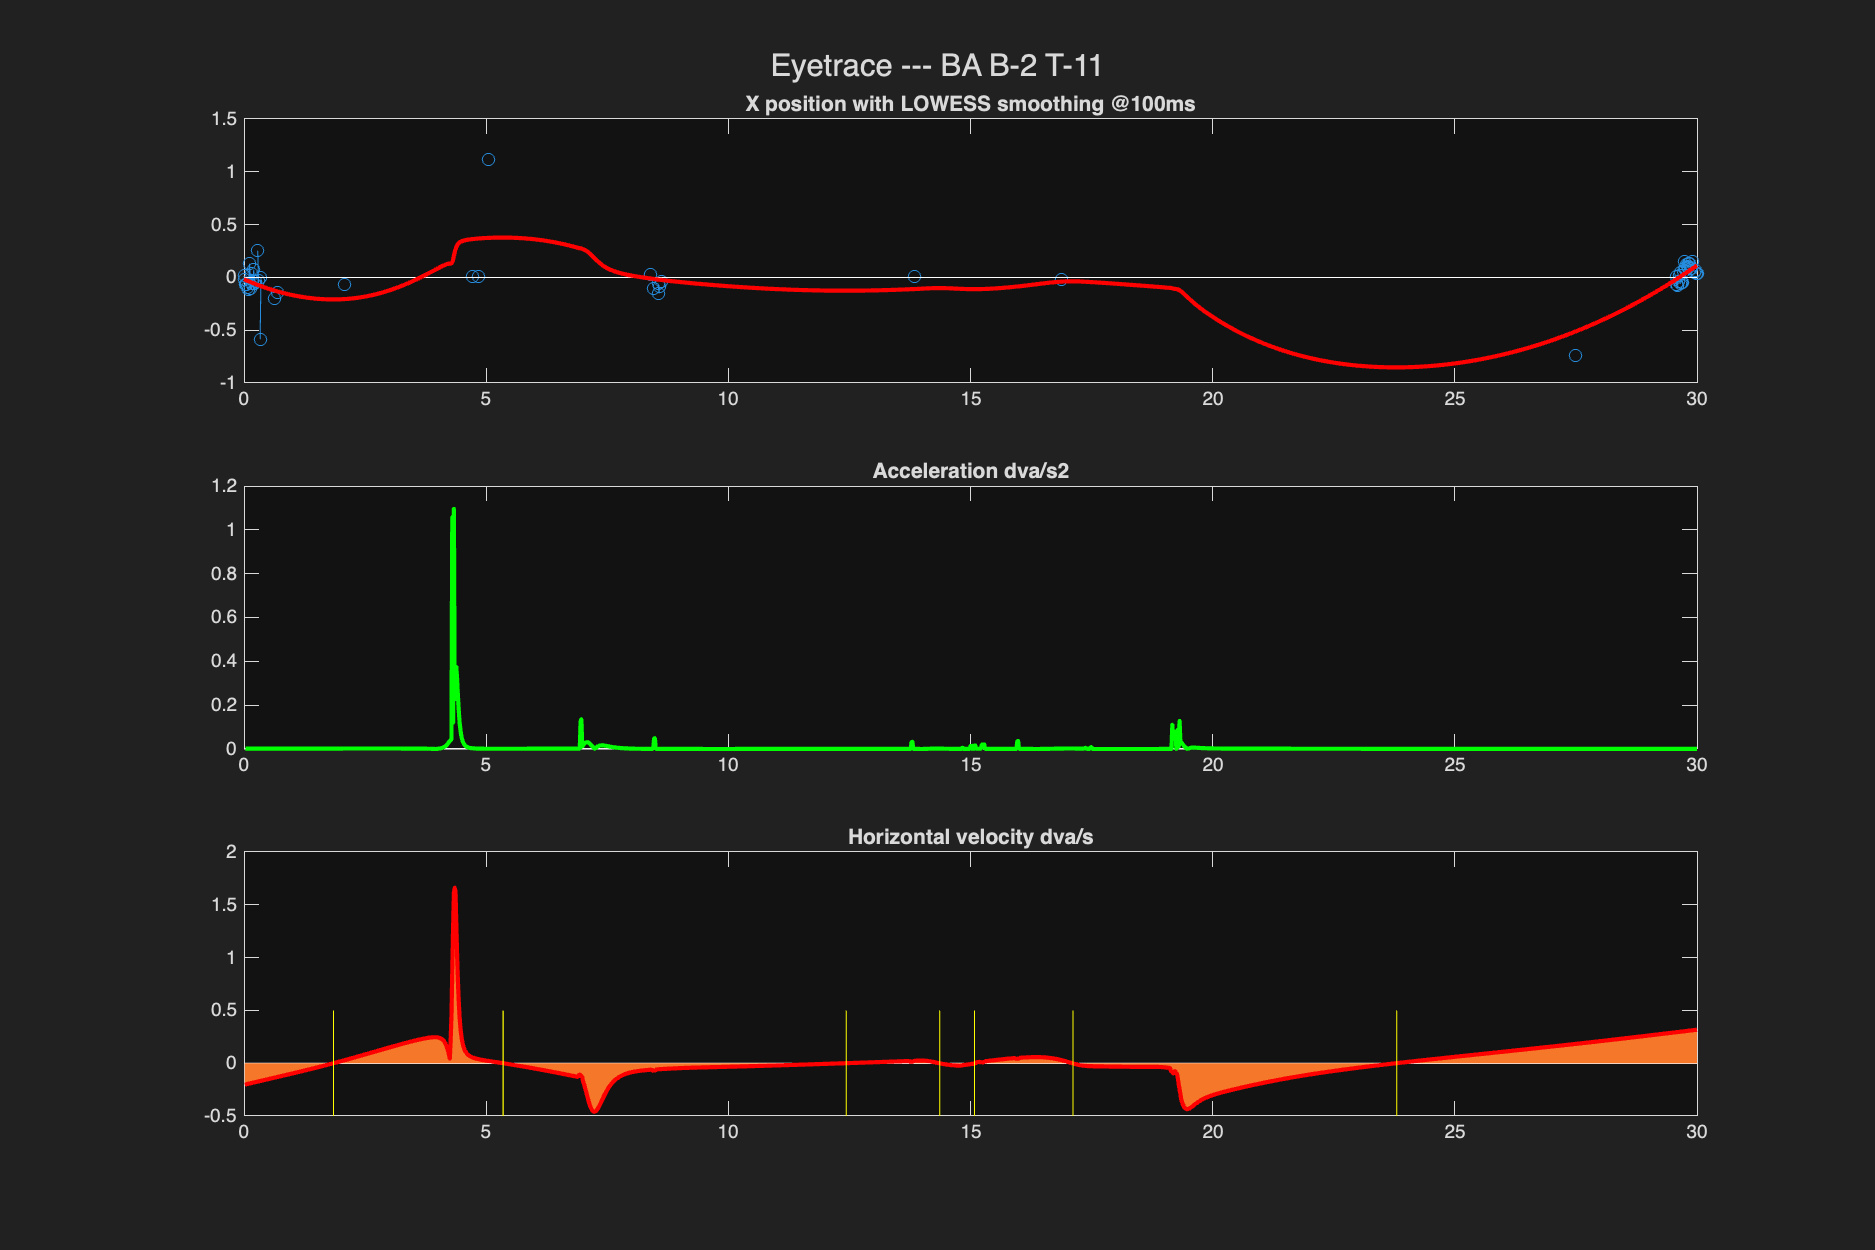 Eyetrace --- BA B-2 T-11
X position with LOWESS smoothing @100ms
1.5
1
0.5
0
-0.5
-1
0 5 10 15 20 25 30
Acceleration dva/s2
1.2
1
0.8
0.6
0.4
0.2
0
0 5 10 15 20 25 30
Horizontal velocity dva/s
2
1.5
1
0.5
0
-0.5
0 5 10 15 20 25 30